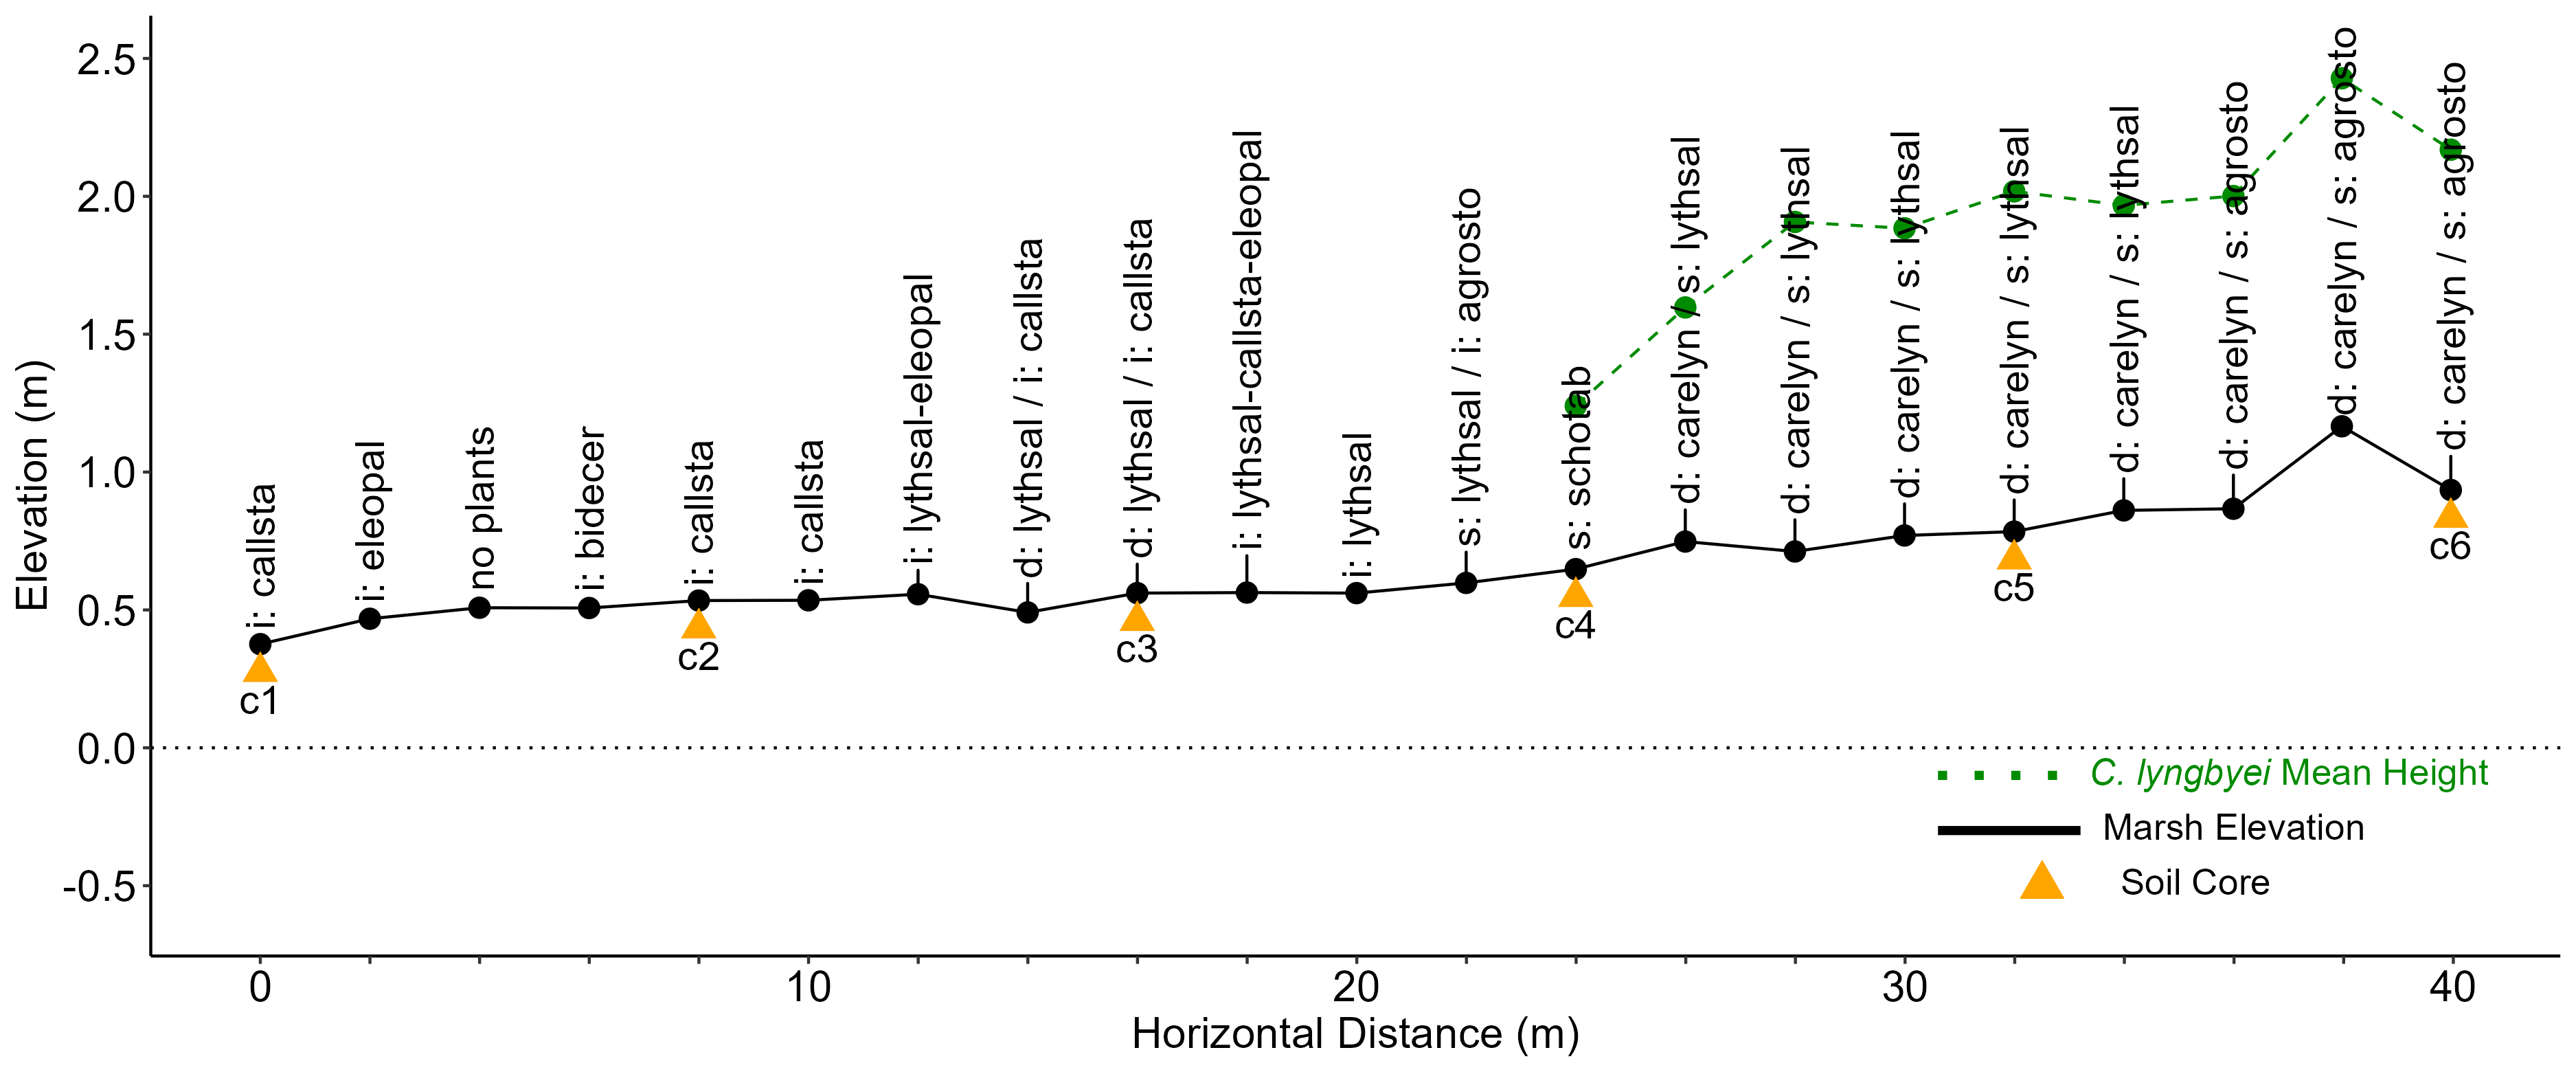 2.5
2.0
1.5
1.0
0.5
0.0
-0.5
Elevation (m)
i: callsta
i: eleopal
no plants
i: bidecer
i: callsta
i: callsta
i: lythsal-eleopal
d: lythsal / i: callsta
d: lythsal / i: callsta
i: lythsal-callsta-eleopal
i: lythsal
s: lythsal / i: agrosto
s: schotab
d: carelyn / s: lythsal
d: carelyn / s: lythsal
d: carelyn / s: lythsal
d: carelyn / s: lythsal
d: carelyn / s: lythsal
d: carelyn / s: agrosto
d: carelyn / s: agrosto
d: carelyn / s: agrosto
c1
c2
c3
c4
c5
c6
C. lyngbyei Mean Height
Marsh Elevation
Soil Core
0
10
20
30
40
Horizontal Distance (m)